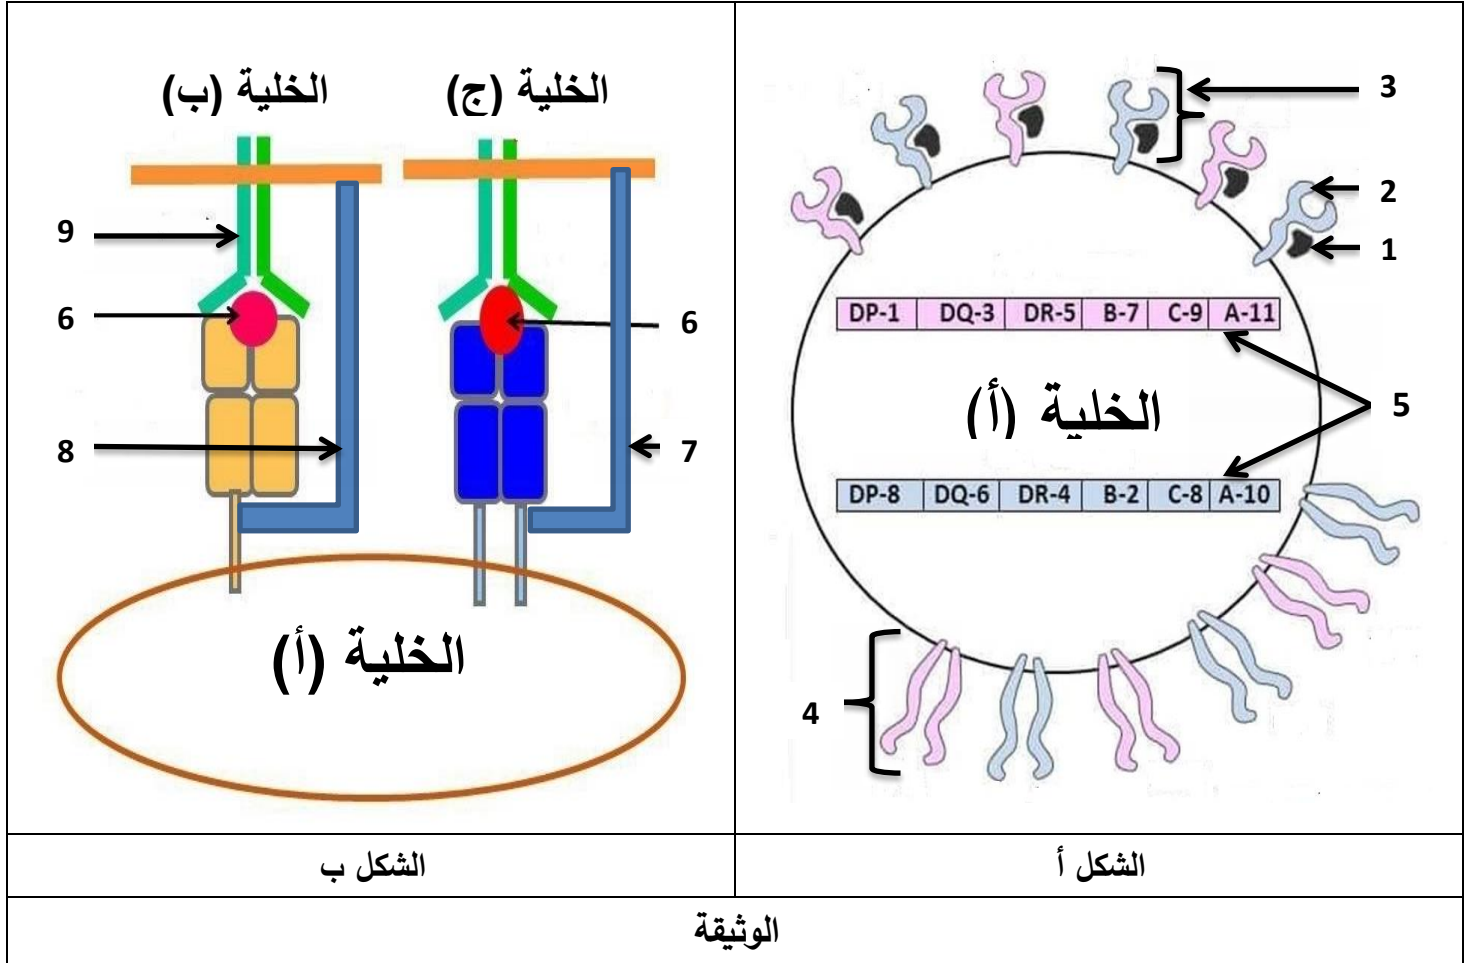 الخلية (ج)
الخلية (ب)
3
2
1
9
6
6
8
7
DP-1 DQ-3 DR-5 B-7 C-9 A-11
الخلية (أ)
5
DP-8 DQ-6 DR-4 B-2 C-8 A-10
4
الخلية (أ)
الشكل أ
الشكل ب
الوثيقة